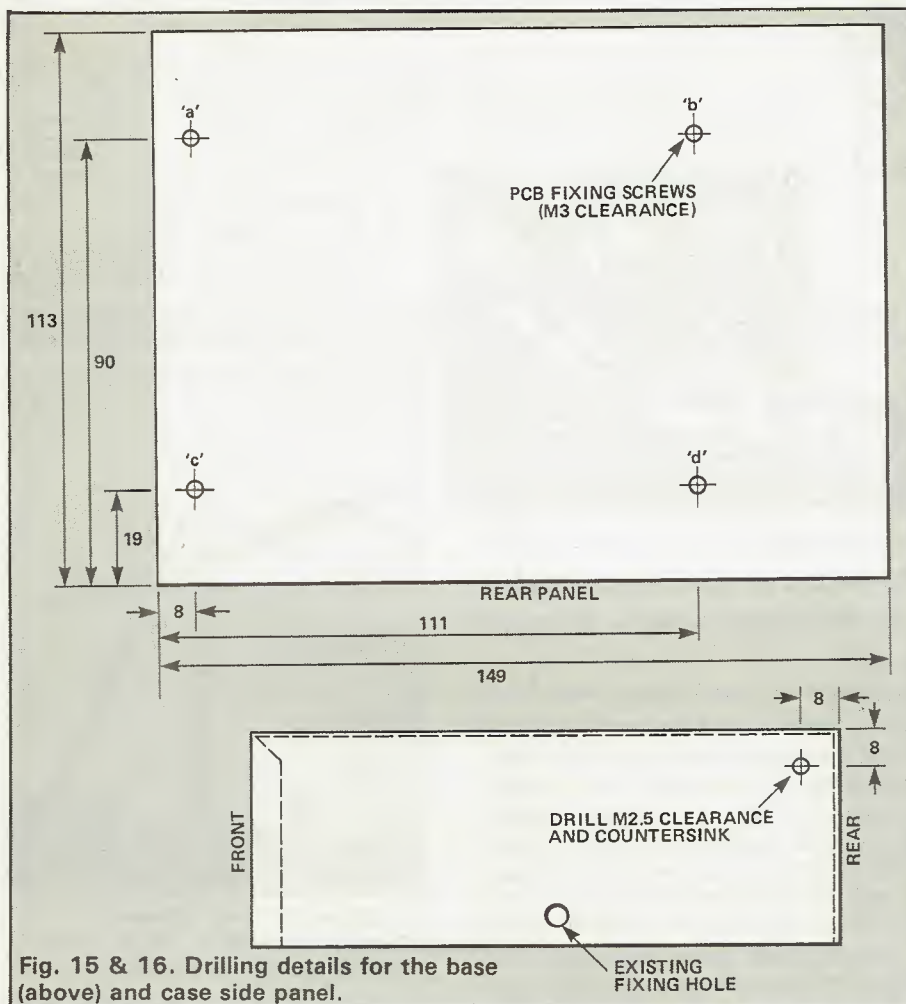 'a'
'b'
PCB FIXING SCREWS
(M3 CLEARANCE)
113
90
'c'
'd'
19
REAR PANEL
8
111
149
8
8
DRILL M2.5 CLEARANCE
AND COUNTERSINK
FRONT
REAR
EXISTING
FIXING HOLE
Fig. 15 & 16. Drilling details for the base
(above) and case side panel.